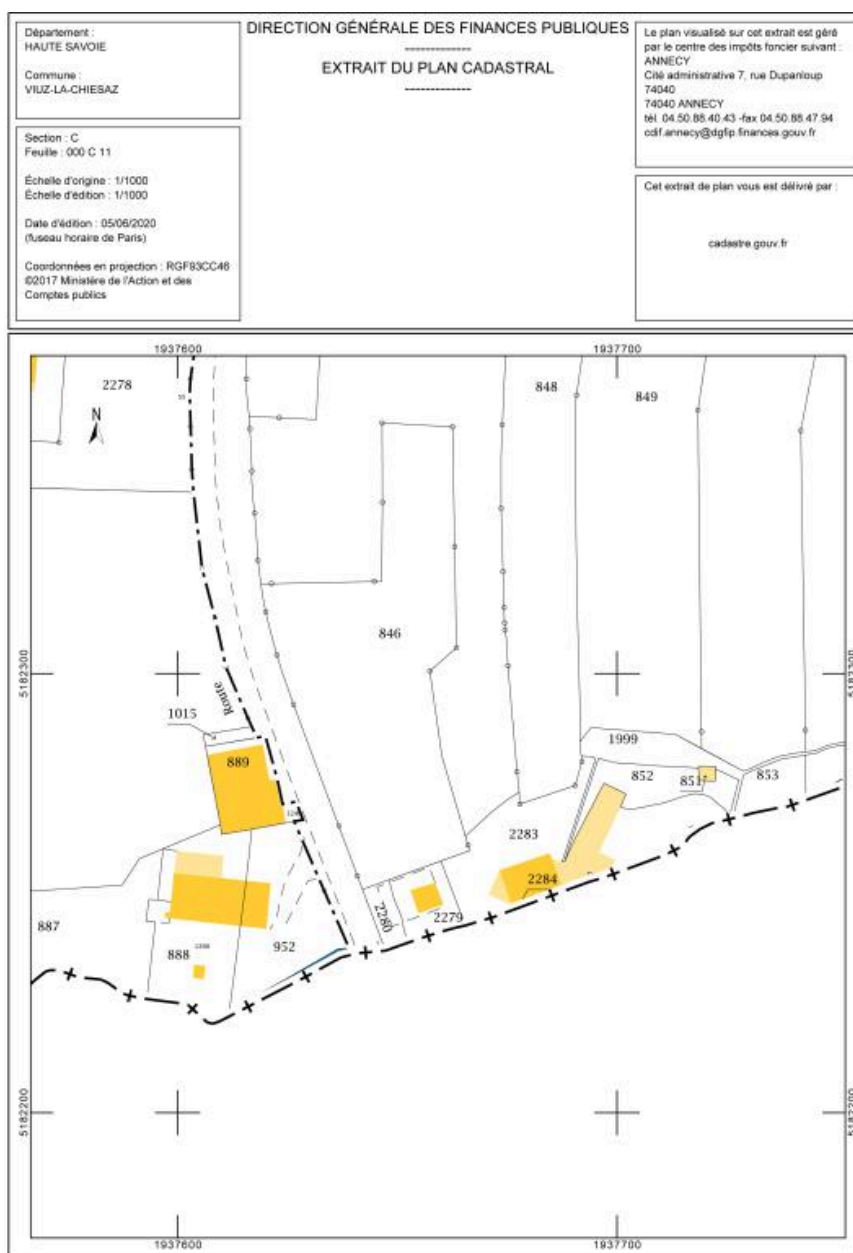 Département :
HAUTE SAVOIE
Commune :
VIUZ-LA-CHIESAZ
Section : C
Feuille : 000 C 11
Échelle d'origine : 1/1000
Échelle d'édition : 1/1000
Date d'édition : 05/06/2020
(fuseau horaire de Paris)
Coordonnées en projection : RGF93CC46
©2017 Ministère de l'Action et des
Comptes publics
DIRECTION GÉNÉRALE DES FINANCES PUBLIQUES
-------------
EXTRAIT DU PLAN CADASTRAL
-------------
Le plan visualisé sur cet extrait est géré
par le centre des impôts foncier suivant :
ANNECY
Cité administrative 7, rue Dupanloup
74040
74040 ANNECY
tél. 04.50.88.40.43 -fax 04.50.88.47.94
cdif.annecy@dgfip.finances.gouv.fr
Cet extrait de plan vous est délivré par :
cadastre.gouv.fr
1937600
1937700
2278
848
849
N
846
5182300
5182300
Route
1015
889
1999
852
851
853
2283
2284
2280
2279
887
888
952
5182200
5182200
1937600
1937700